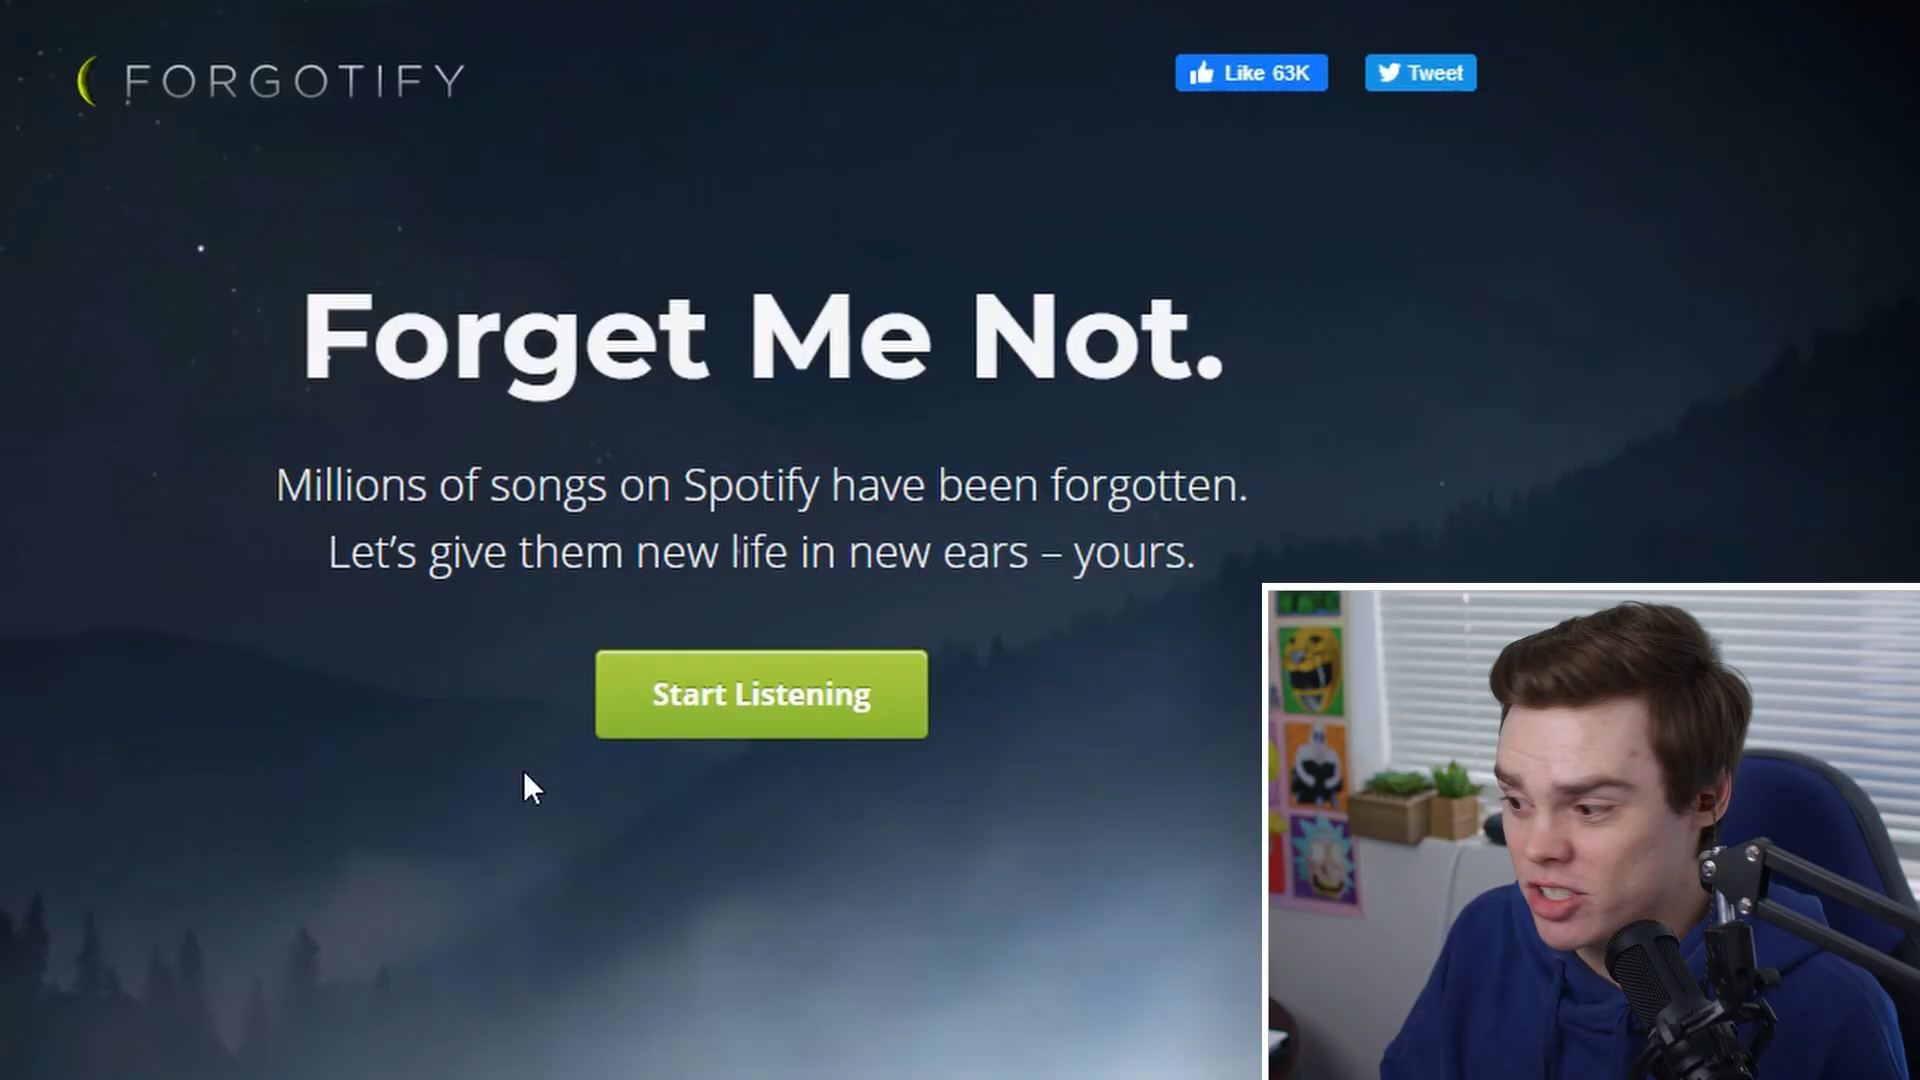 FORGOTIFY
Like 63K
Tweet
Forget Me Not.
Millions of songs on Spotify have been forgotten.
Let’s give them new life in new ears – yours.
Start Listening